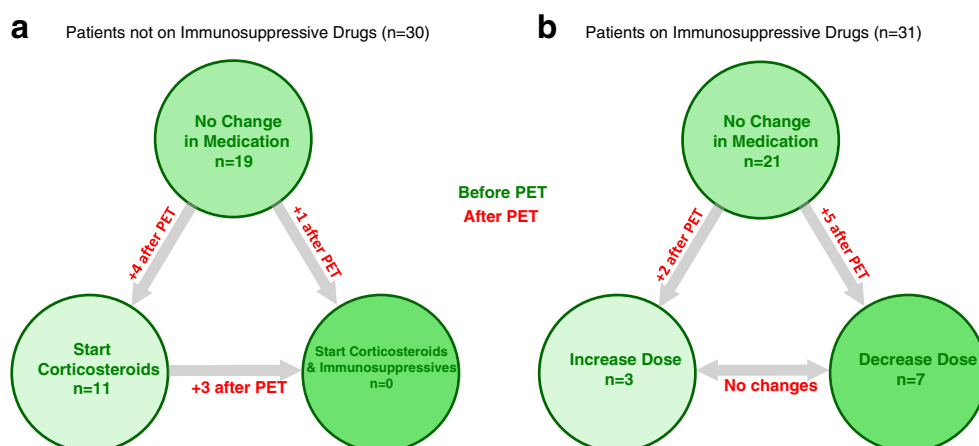 a
Patients not on Immunosuppressive Drugs (n=30)
No Change
in Medication
n=19
+4 after PET
+1 after PET
Start
Corticosteroids
n=11
+3 after PET
Start Corticosteroids
& Immunosuppressives
n=0
Before PET
After PET
b
Patients on Immunosuppressive Drugs (n=31)
No Change
in Medication
n=21
+2 after PET
+5 after PET
Increase Dose
n=3
No changes
Decrease Dose
n=7